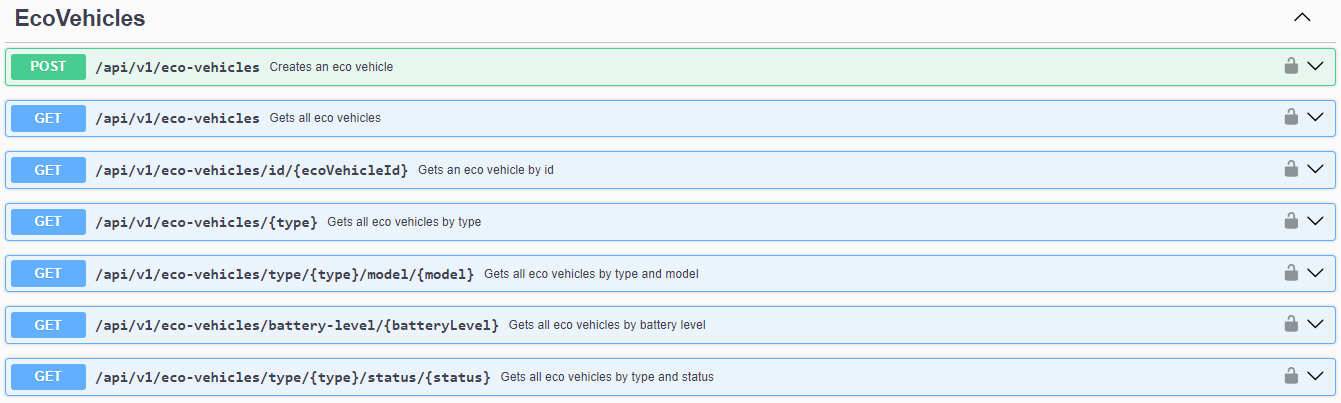 EcoVehicles
POST /api/v1/eco-vehicles Creates an eco vehicle
GET /api/v1/eco-vehicles Gets all eco vehicles
GET /api/v1/eco-vehicles/id/{ecoVehicleId} Gets an eco vehicle by id
GET /api/v1/eco-vehicles/{type} Gets all eco vehicles by type
GET /api/v1/eco-vehicles/type/{type}/model/{model} Gets all eco vehicles by type and model
GET /api/v1/eco-vehicles/battery-level/{batteryLevel} Gets all eco vehicles by battery level
GET /api/v1/eco-vehicles/type/{type}/status/{status} Gets all eco vehicles by type and status